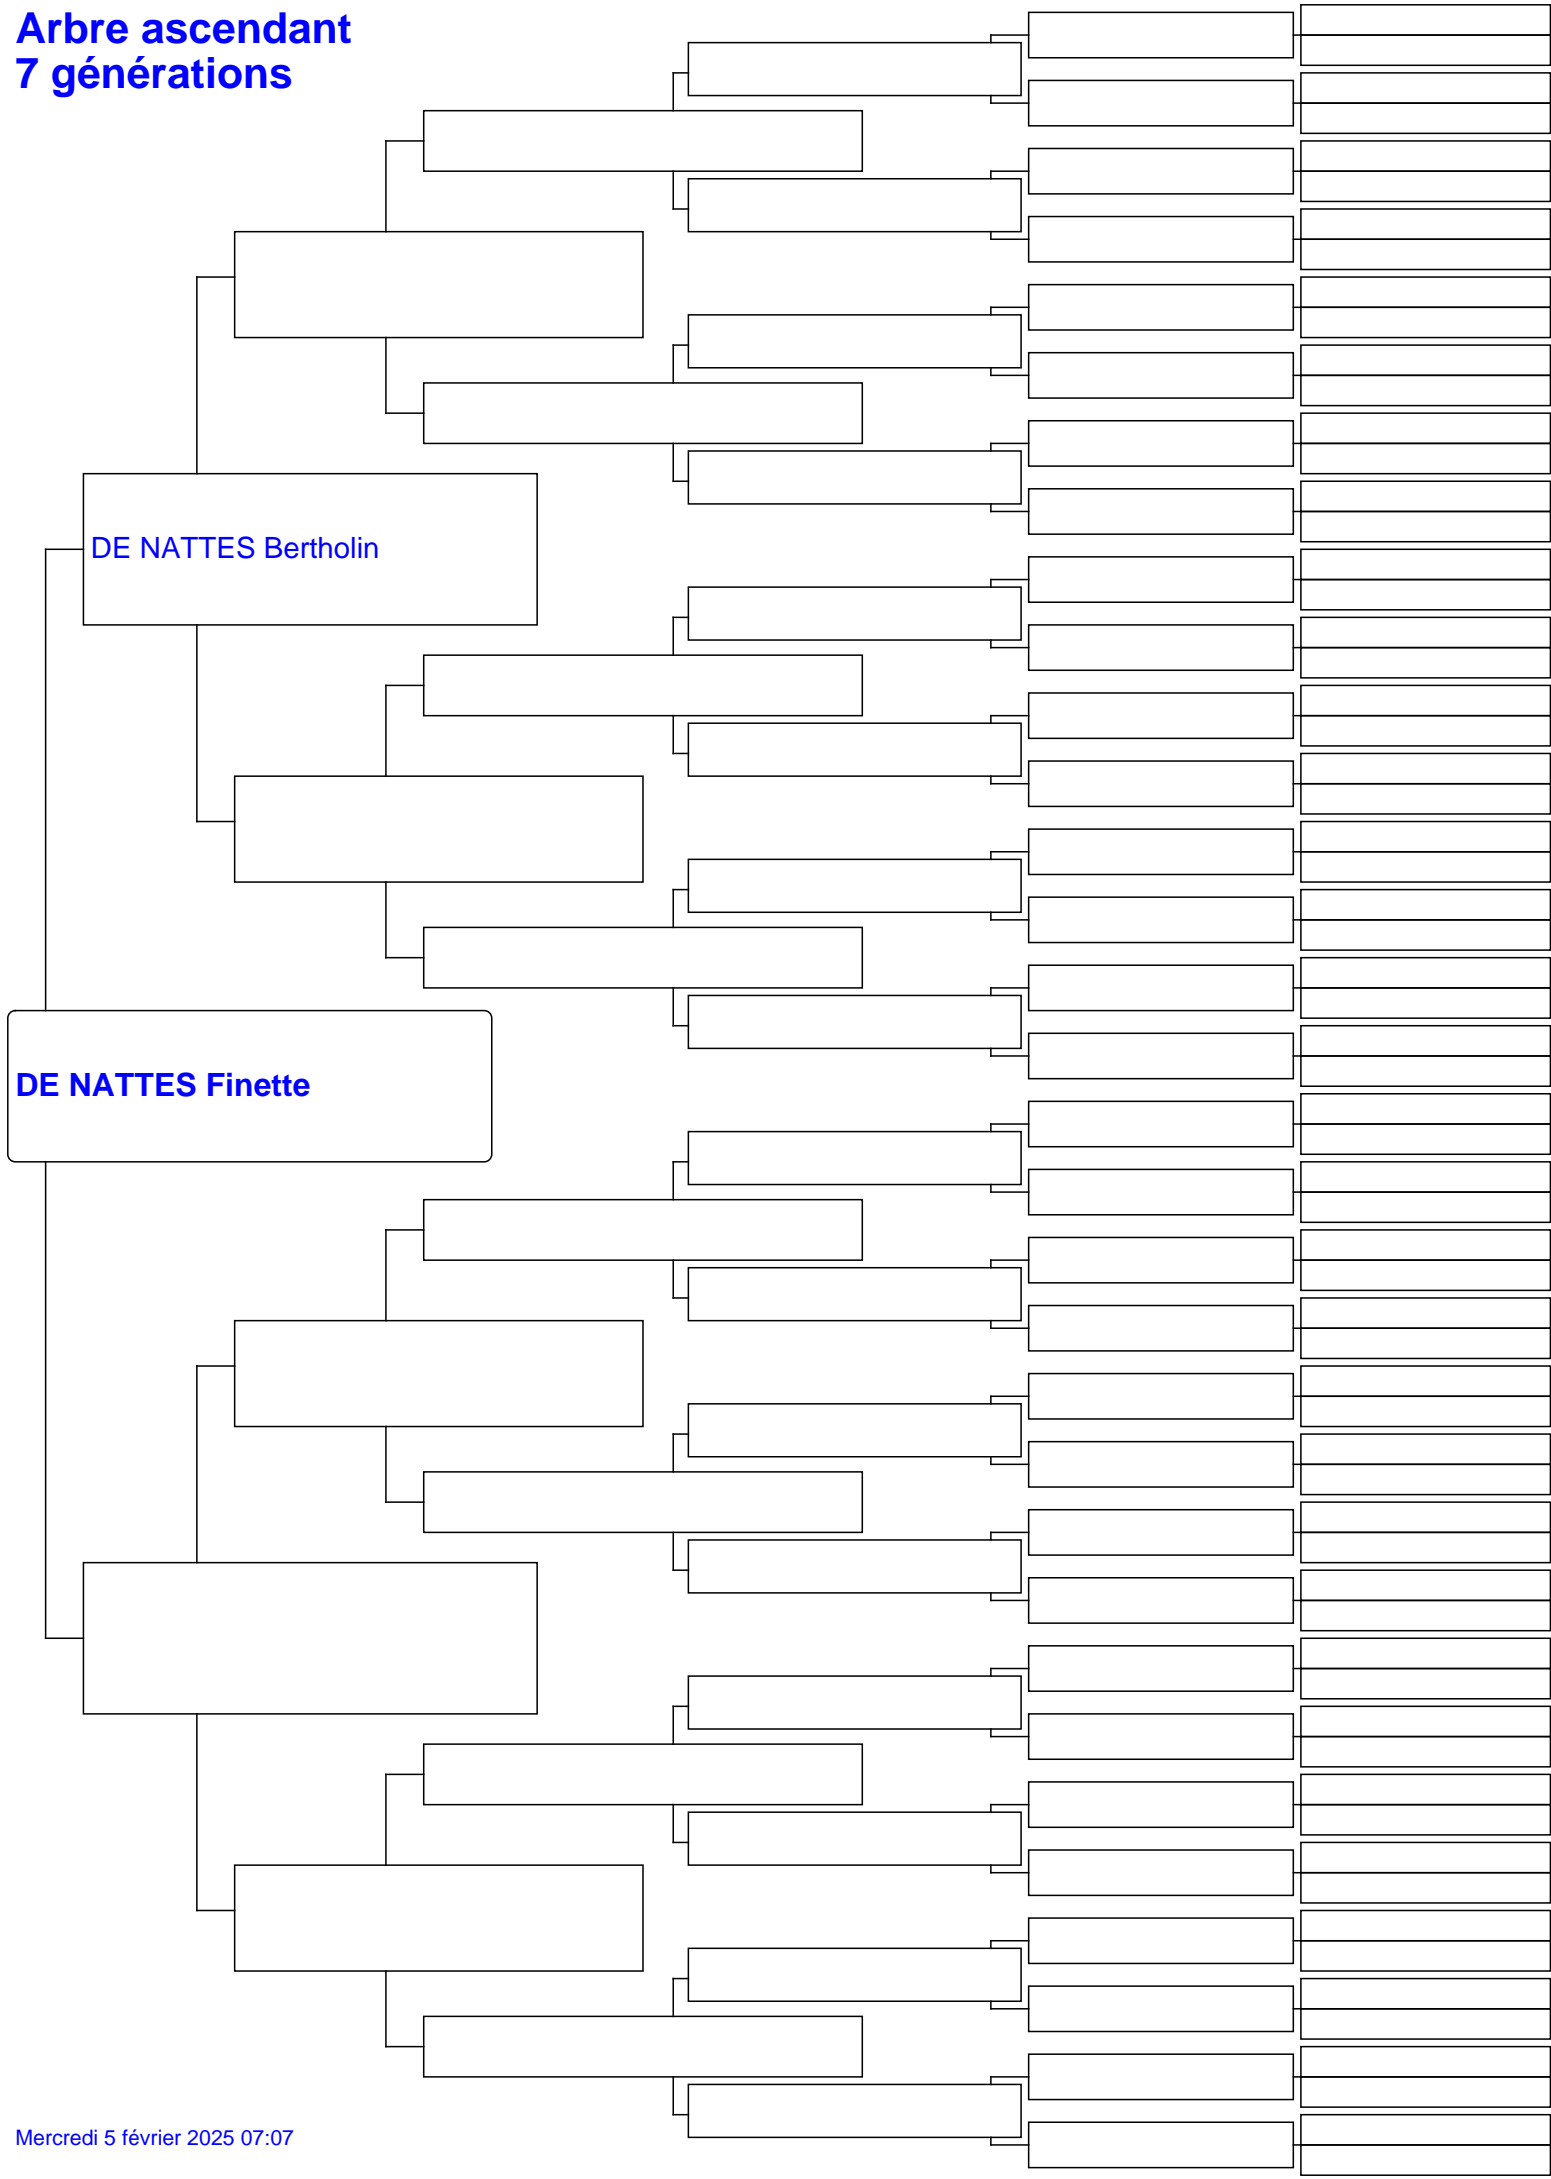 Arbre ascendant
7 générations
DE NATTES Bertholin
DE NATTES Finette
Mercredi 5 février 2025 07:07